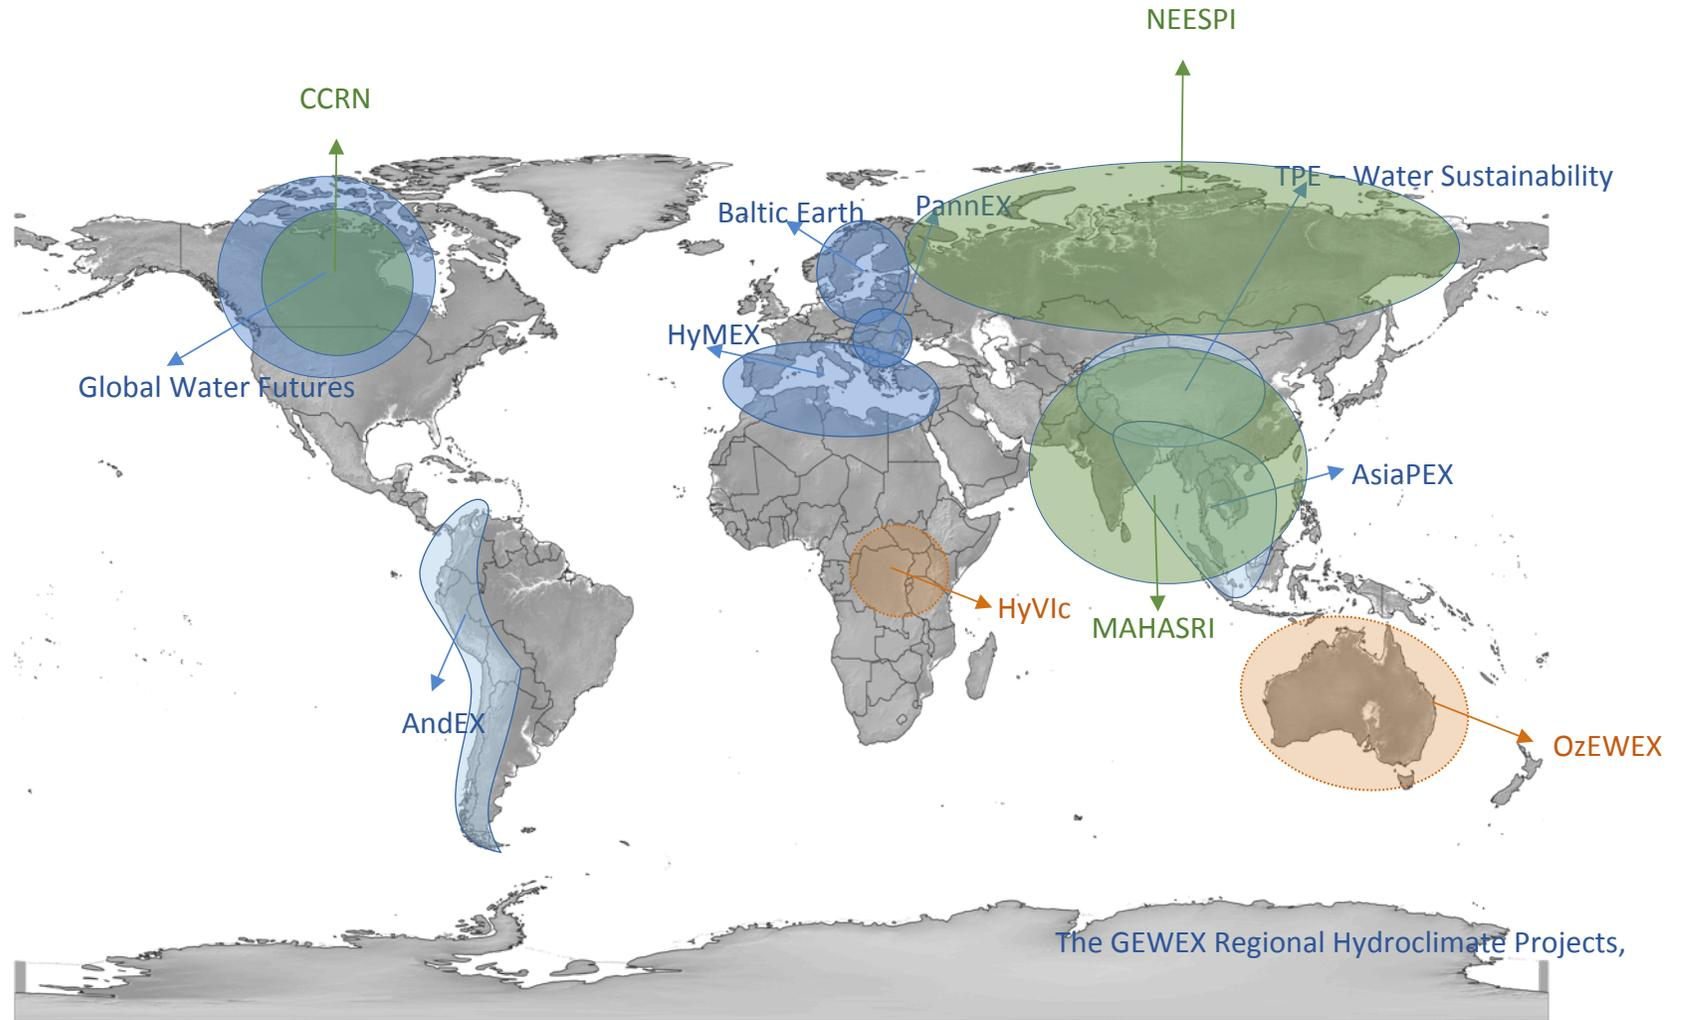 NEESPI
CCRN
TPE – Water Sustainability
Baltic Earth
PannEX
HyMEX
Global Water Futures
AsiaPEX
HyVIc
MAHASRI
AndEX
OzEWEX
The GEWEX Regional Hydroclimate Projects,